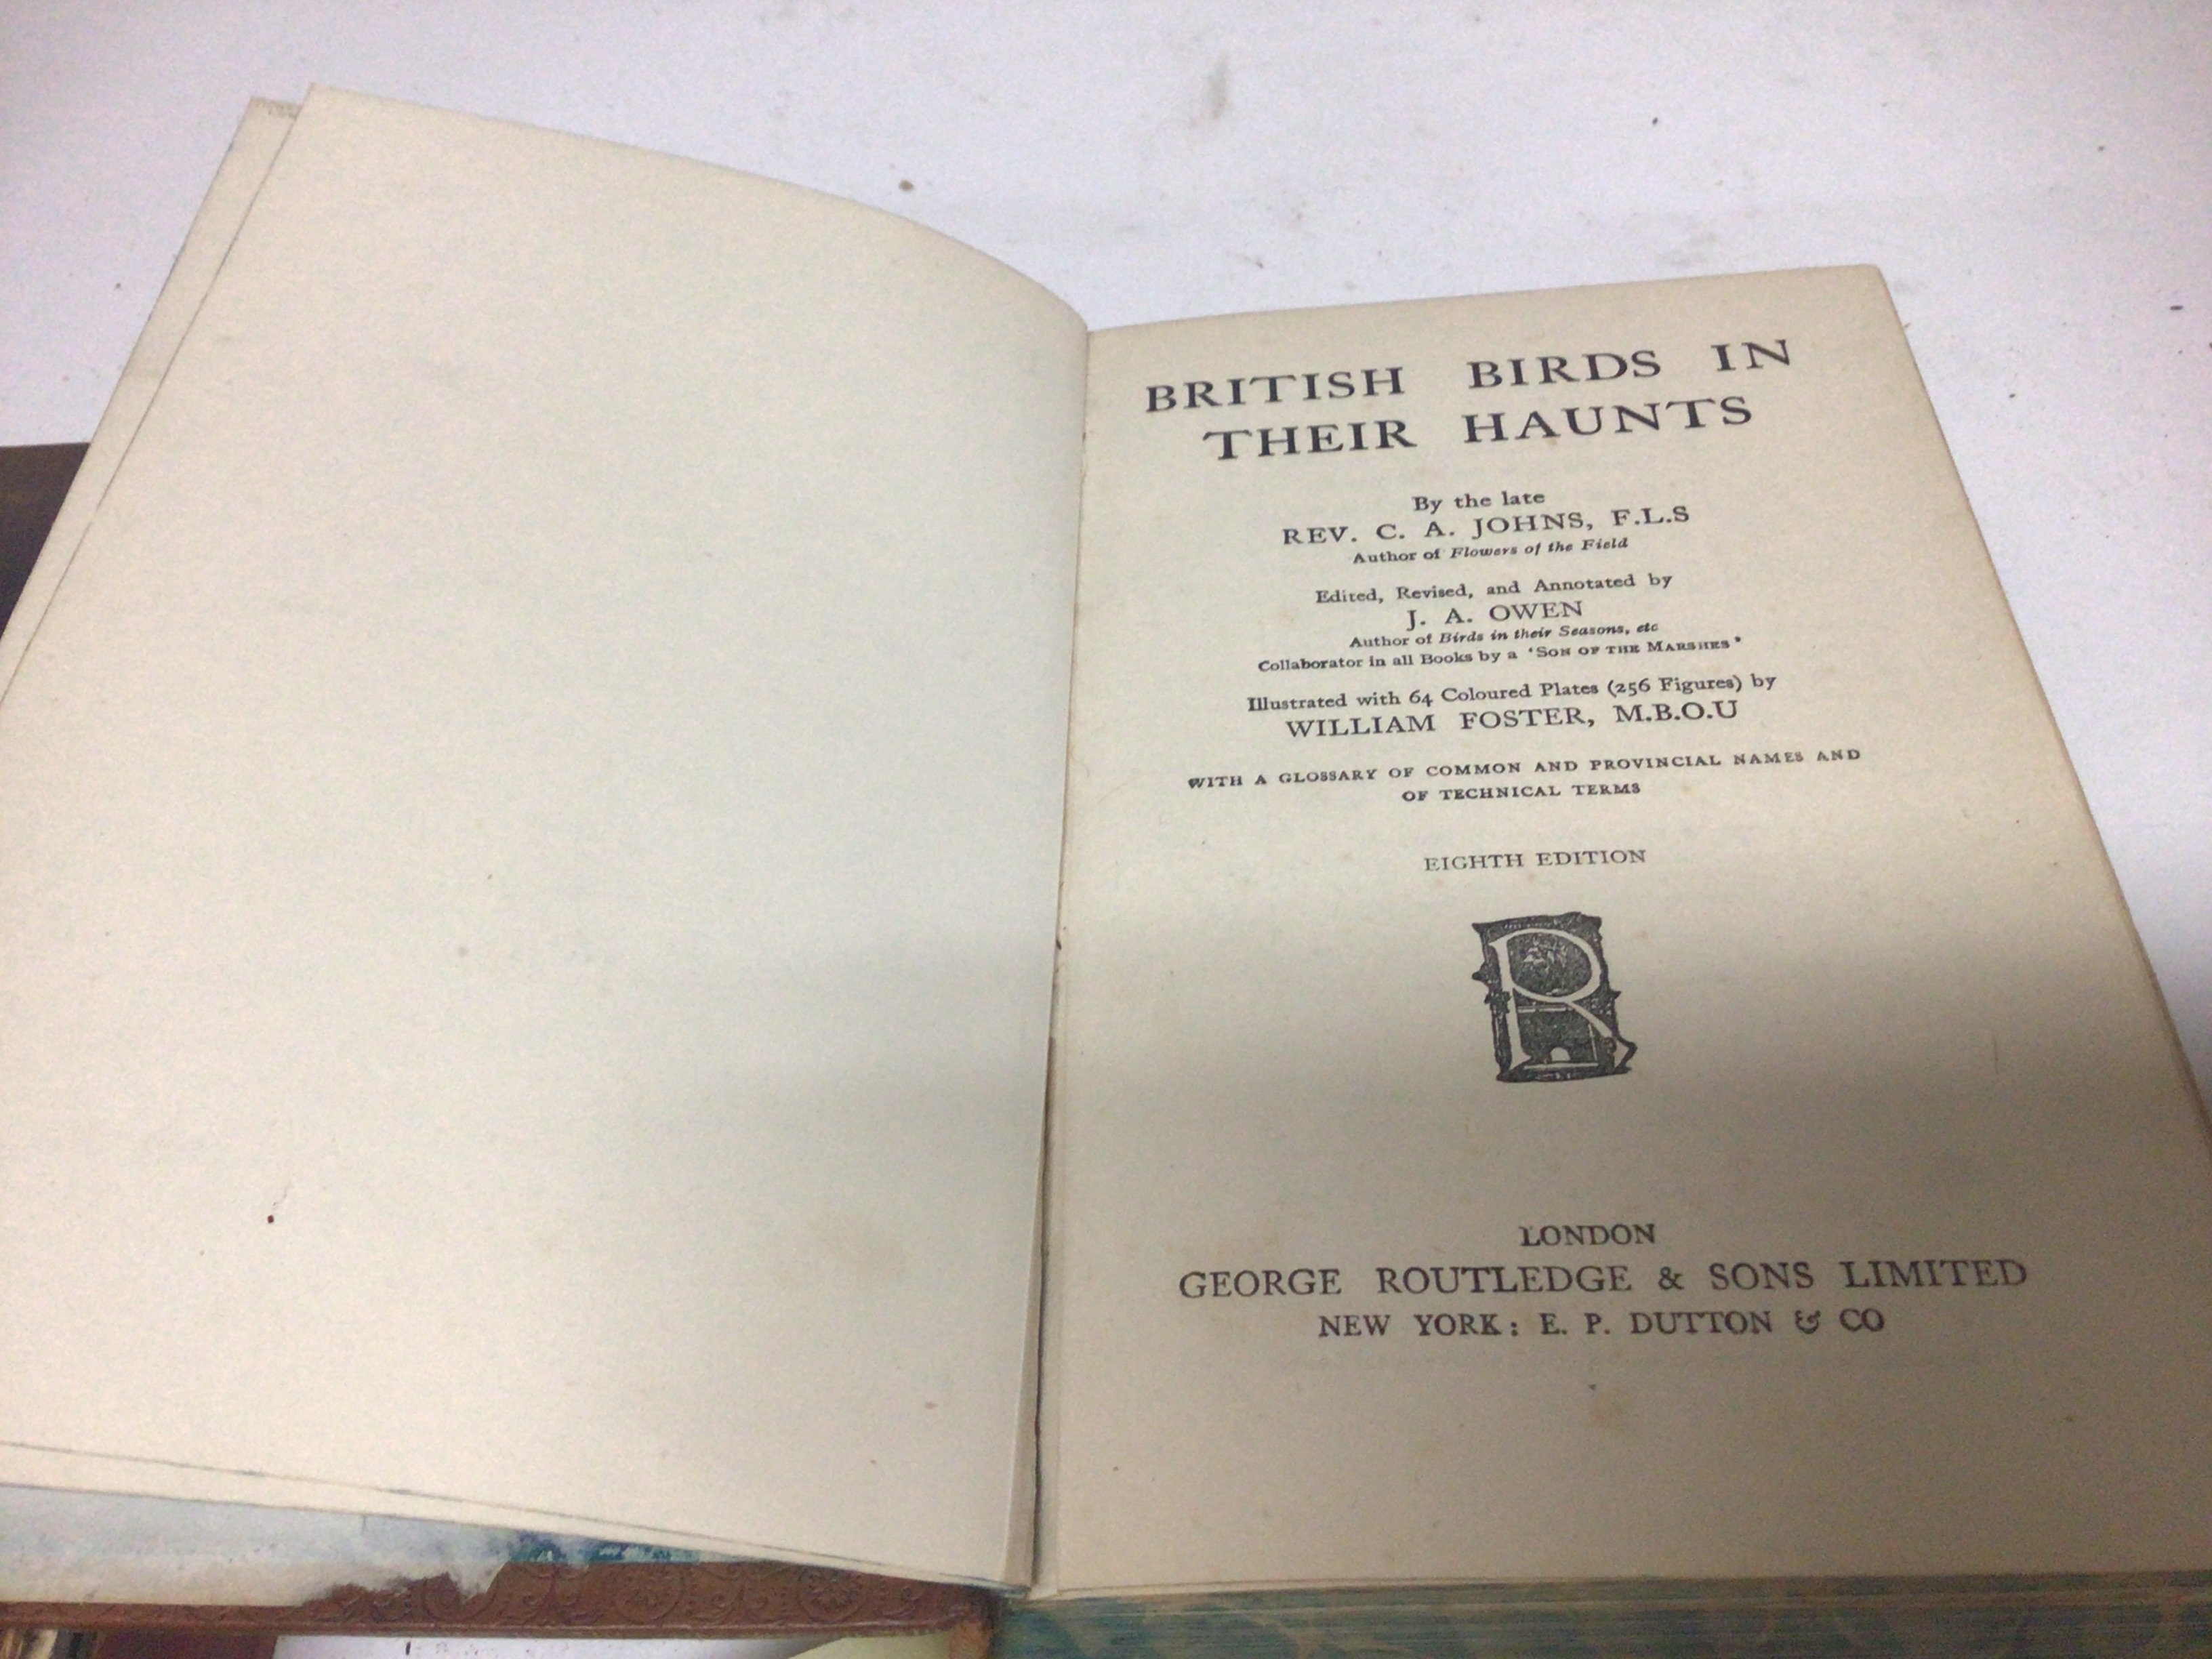 BRITISH BIRDS IN
THEIR HAUNTS
By the late
REV. C. A. JOHNS, F.L.S
Author of Flowers of the Field
Edited, Revised, and Annotated by
J. A. OWEN
Author of Birds in their Seasons, etc
Collaborator in all Books by a 'SON OF THE MARSHES'
Illustrated with 64 Coloured Plates (256 Figures) by
WILLIAM FOSTER, M.B.O.U
WITH A GLOSSARY OF COMMON AND PROVINCIAL NAMES AND
OF TECHNICAL TERMS
EIGHTH EDITION
R
LONDON
GEORGE ROUTLEDGE & SONS LIMITED
NEW YORK: E. P. DUTTON & CO